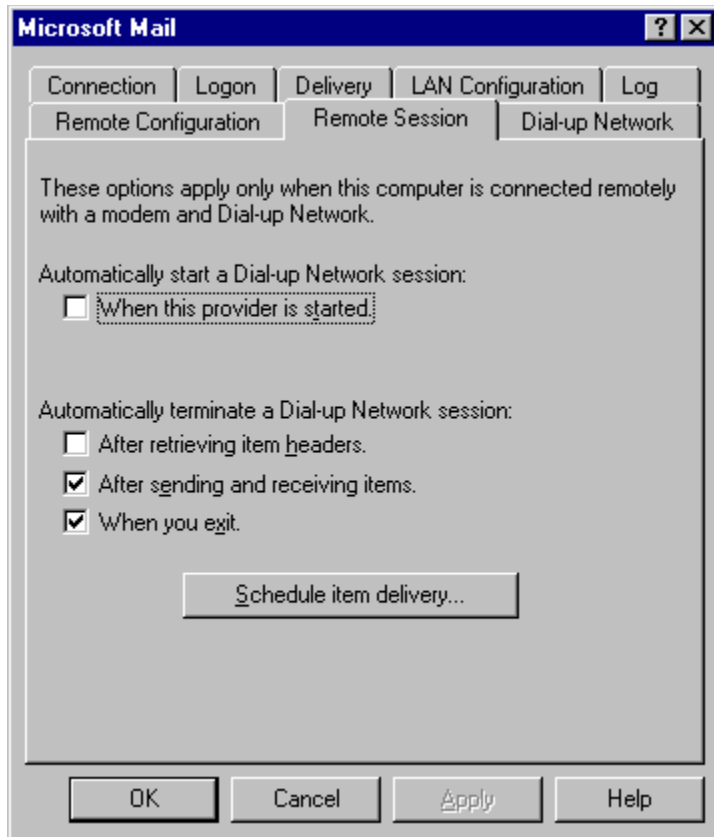 Microsoft Mail
Connection Logon Delivery LAN Configuration Log
Remote Configuration Remote Session Dial-up Network
These options apply only when this computer is connected remotely
with a modem and Dial-up Network.
Automatically start a Dial-up Network session:
When this provider is started.
Automatically terminate a Dial-up Network session:
After retrieving item headers.
After sending and receiving items.
When you exit.
Schedule item delivery...
OK Cancel Apply Help